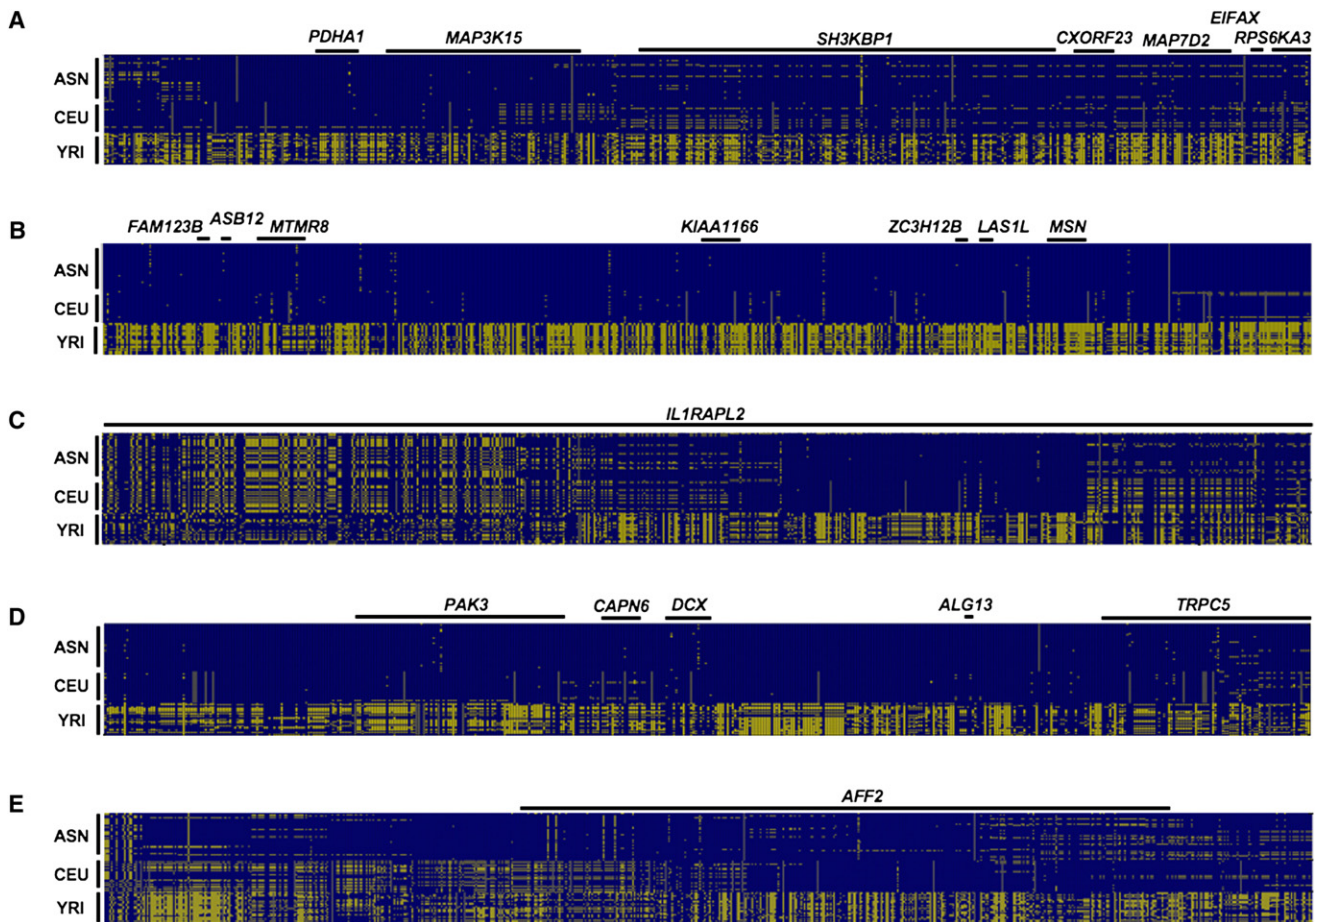 A
EIFAX
PDHA1 MAP3K15 SH3KBP1 CXORF23 MAP7D2 RPS6KA3
ASN
CEU
YRI
B
FAM123B ASB12 MTMR8 KIAA1166 ZC3H12B LAS1L MSN
ASN
CEU
YRI
C
IL1RAPL2
ASN
CEU
YRI
D
PAK3 CAPN6 DCX ALG13 TRPC5
ASN
CEU
YRI
E
AFF2
ASN
CEU
YRI